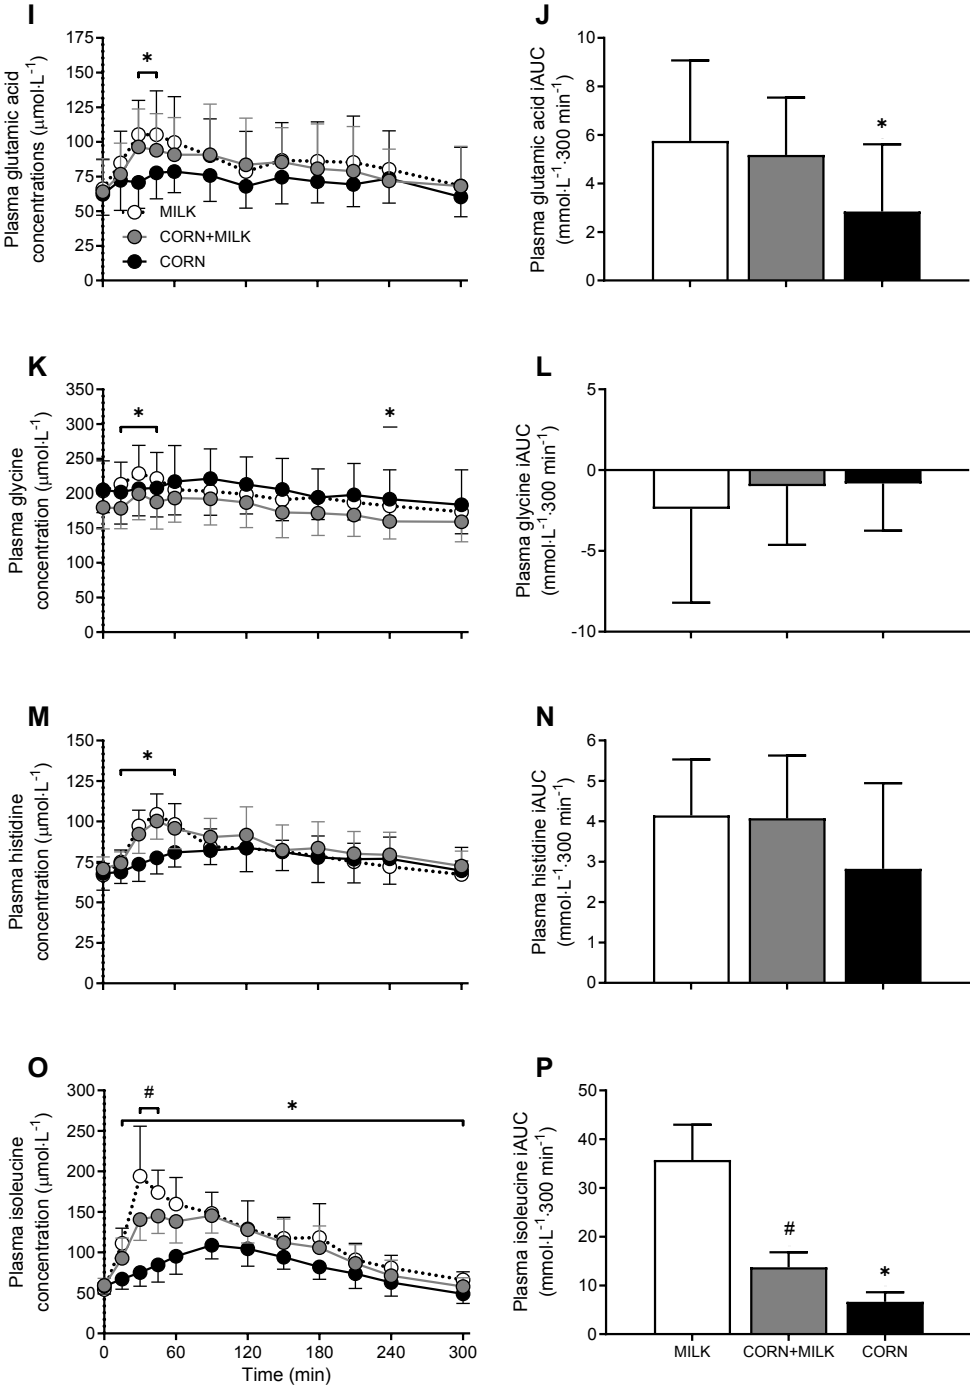 I
Plasma glutamic acid
concentrations (μmol·L⁻¹)
175
150
125
100
75
50
25
0
*
MILK
CORN+MILK
CORN
J
Plasma glutamic acid iAUC
(mmol·L⁻¹·300 min⁻¹)
10
8
6
4
2
0
*
K
Plasma glycine
concentration (μmol·L⁻¹)
350
300
250
200
150
100
50
0
*
*
L
Plasma glycine iAUC
(mmol·L⁻¹·300 min⁻¹)
5
0
-5
-10
M
Plasma histidine
concentration (μmol·L⁻¹)
150
125
100
75
50
25
0
*
N
Plasma histidine iAUC
(mmol·L⁻¹·300 min⁻¹)
6
5
4
3
2
1
0
O
Plasma isoleucine
concentration (μmol·L⁻¹)
300
250
200
150
100
50
0
#
*
0 60 120 180 240 300
Time (min)
P
Plasma isoleucine iAUC
(mmol·L⁻¹·300 min⁻¹)
50
40
30
20
10
0
#
*
MILK CORN+MILK CORN